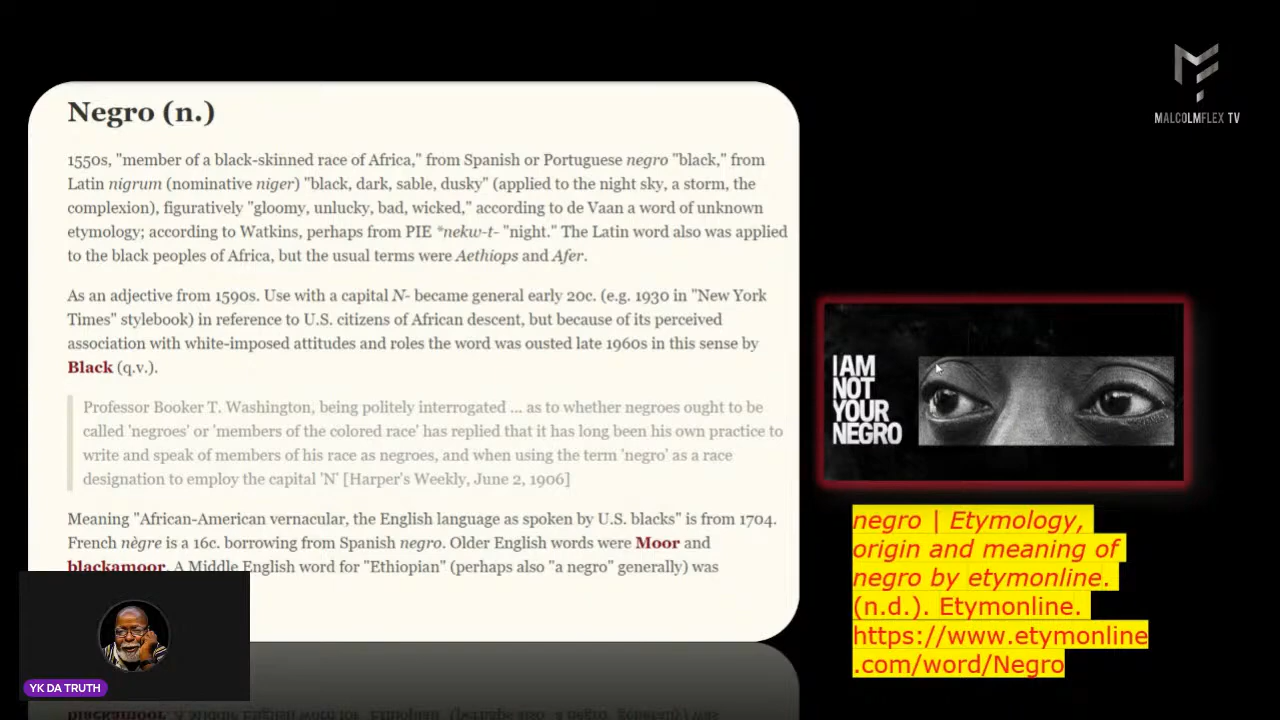 MALCOLMFLEX TV
Negro (n.)
1550s, "member of a black-skinned race of Africa," from Spanish or Portuguese negro "black," from
Latin nigrum (nominative niger) "black, dark, sable, dusky" (applied to the night sky, a storm, the
complexion), figuratively "gloomy, unlucky, bad, wicked," according to de Vaan a word of unknown
etymology; according to Watkins, perhaps from PIE *nekw-t- "night." The Latin word also was applied
to the black peoples of Africa, but the usual terms were Aethiops and Afer.
As an adjective from 1590s. Use with a capital N- became general early 20c. (e.g. 1930 in "New York
Times" stylebook) in reference to U.S. citizens of African descent, but because of its perceived
association with white-imposed attitudes and roles the word was ousted late 1960s in this sense by
Black (q.v.).
Professor Booker T. Washington, being politely interrogated ... as to whether negroes ought to be
called 'negroes' or 'members of the colored race' has replied that it has long been his own practice to
write and speak of members of his race as negroes, and when using the term 'negro' as a race
designation to employ the capital 'N' [Harper's Weekly, June 2, 1906]
Meaning "African-American vernacular, the English language as spoken by U.S. blacks" is from 1704.
French nègre is a 16c. borrowing from Spanish negro. Older English words were Moor and
blackamoor. A Middle English word for "Ethiopian" (perhaps also "a negro" generally) was
I AM
NOT
YOUR
NEGRO
negro | Etymology,
origin and meaning of
negro by etymonline.
(n.d.). Etymonline.
https://www.etymonline
.com/word/Negro
YK DA TRUTH